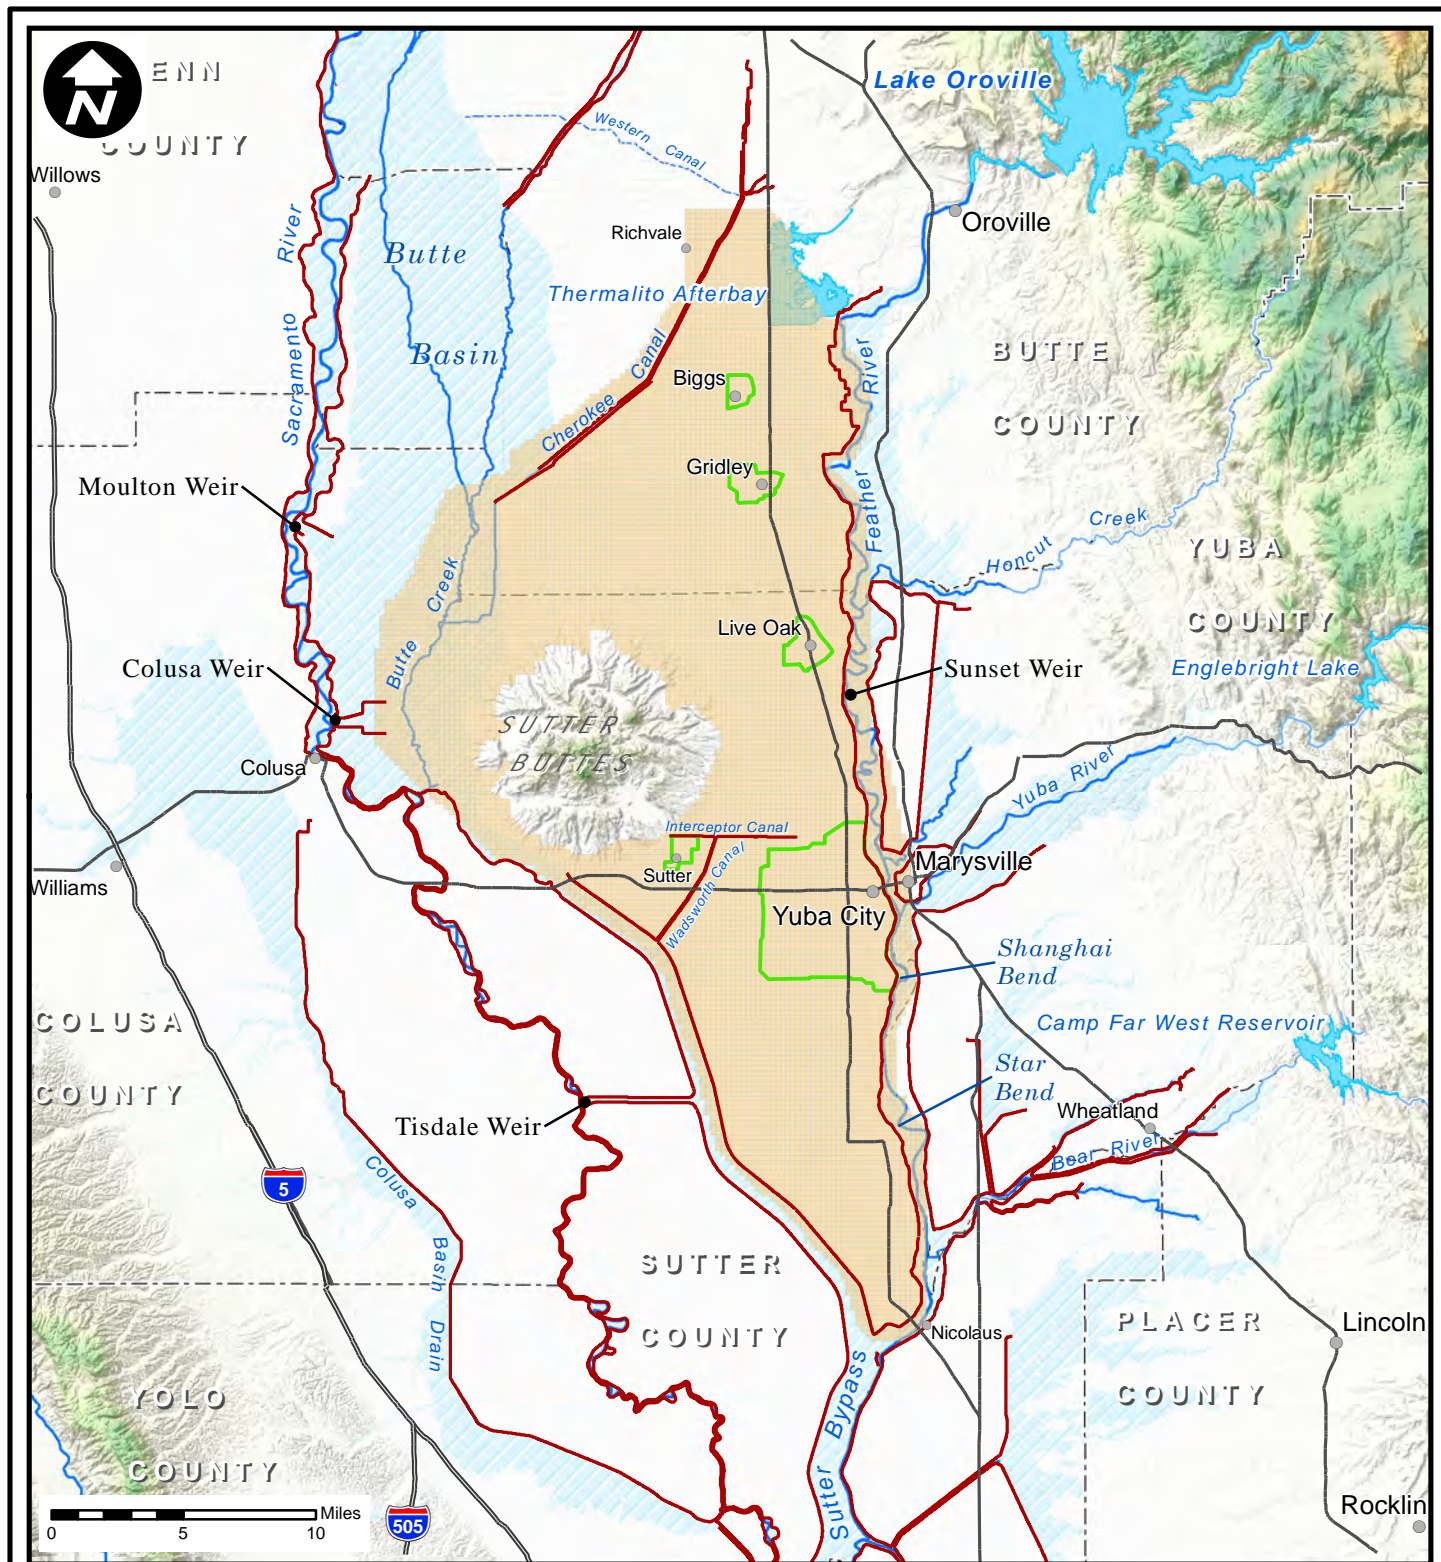 N
ENN
COUNTY
Lake Oroville
Western Canal
Willows
River
Sacramento
Butte
Basin
Richvale
Oroville
Thermalito Afterbay
Cherokee Canal
Biggs
River
Feather
BUTTE
COUNTY
Gridley
Moulton Weir
Honcut Creek
YUBA
COUNTY
Butte Creek
Live Oak
Colusa Weir
Sunset Weir
Englebright Lake
SUTTER
BUTTES
Colusa
Yuba River
Interceptor Canal
Wadsworth Canal
Sutter
Marysville
Williams
Yuba City
Shanghai
Bend
COLUSA
COUNTY
Camp Far West Reservoir
Star
Bend
Wheatland
Tisdale Weir
Bear River
5
Colusa
Basin
Drain
SUTTER
COUNTY
PLACER
COUNTY
Lincoln
Nicolaus
YOLO
COUNTY
Sutter Bypass
Miles
0 5 10
505
Rocklin